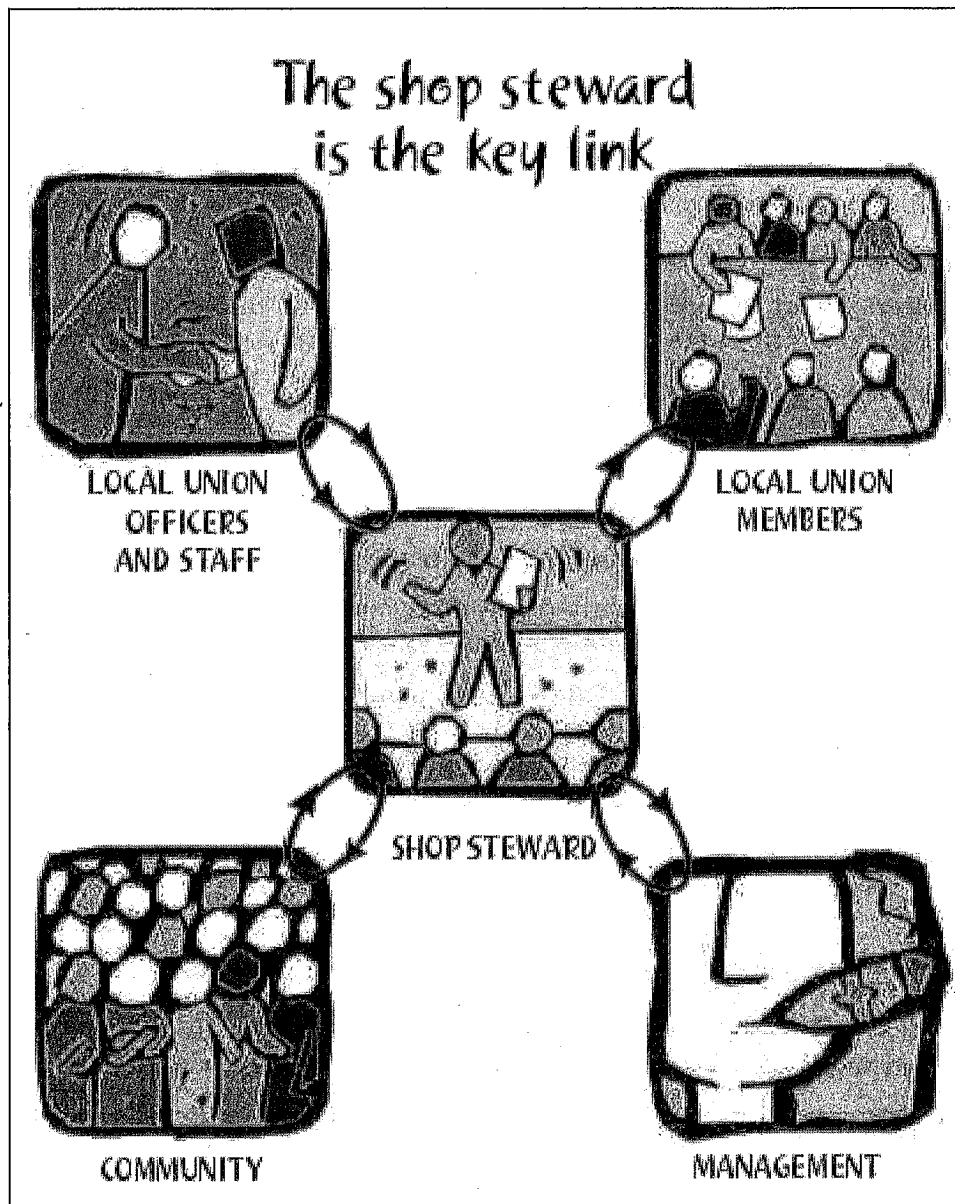 The shop steward
is the key link
LOCAL UNION
OFFICERS
AND STAFF
LOCAL UNION
MEMBERS
SHOP STEWARD
COMMUNITY
MANAGEMENT